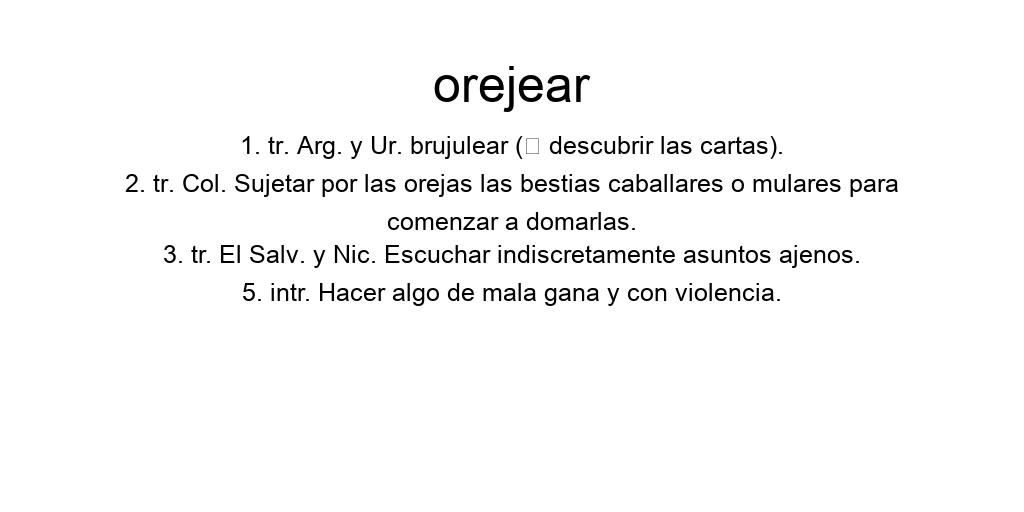 orejear
1. tr. Arg. y Ur. brujulear (□ descubrir las cartas).
2. tr. Col. Sujetar por las orejas las bestias caballares o mulares para
comenzar a domarlas.
3. tr. El Salv. y Nic. Escuchar indiscretamente asuntos ajenos.
5. intr. Hacer algo de mala gana y con violencia.